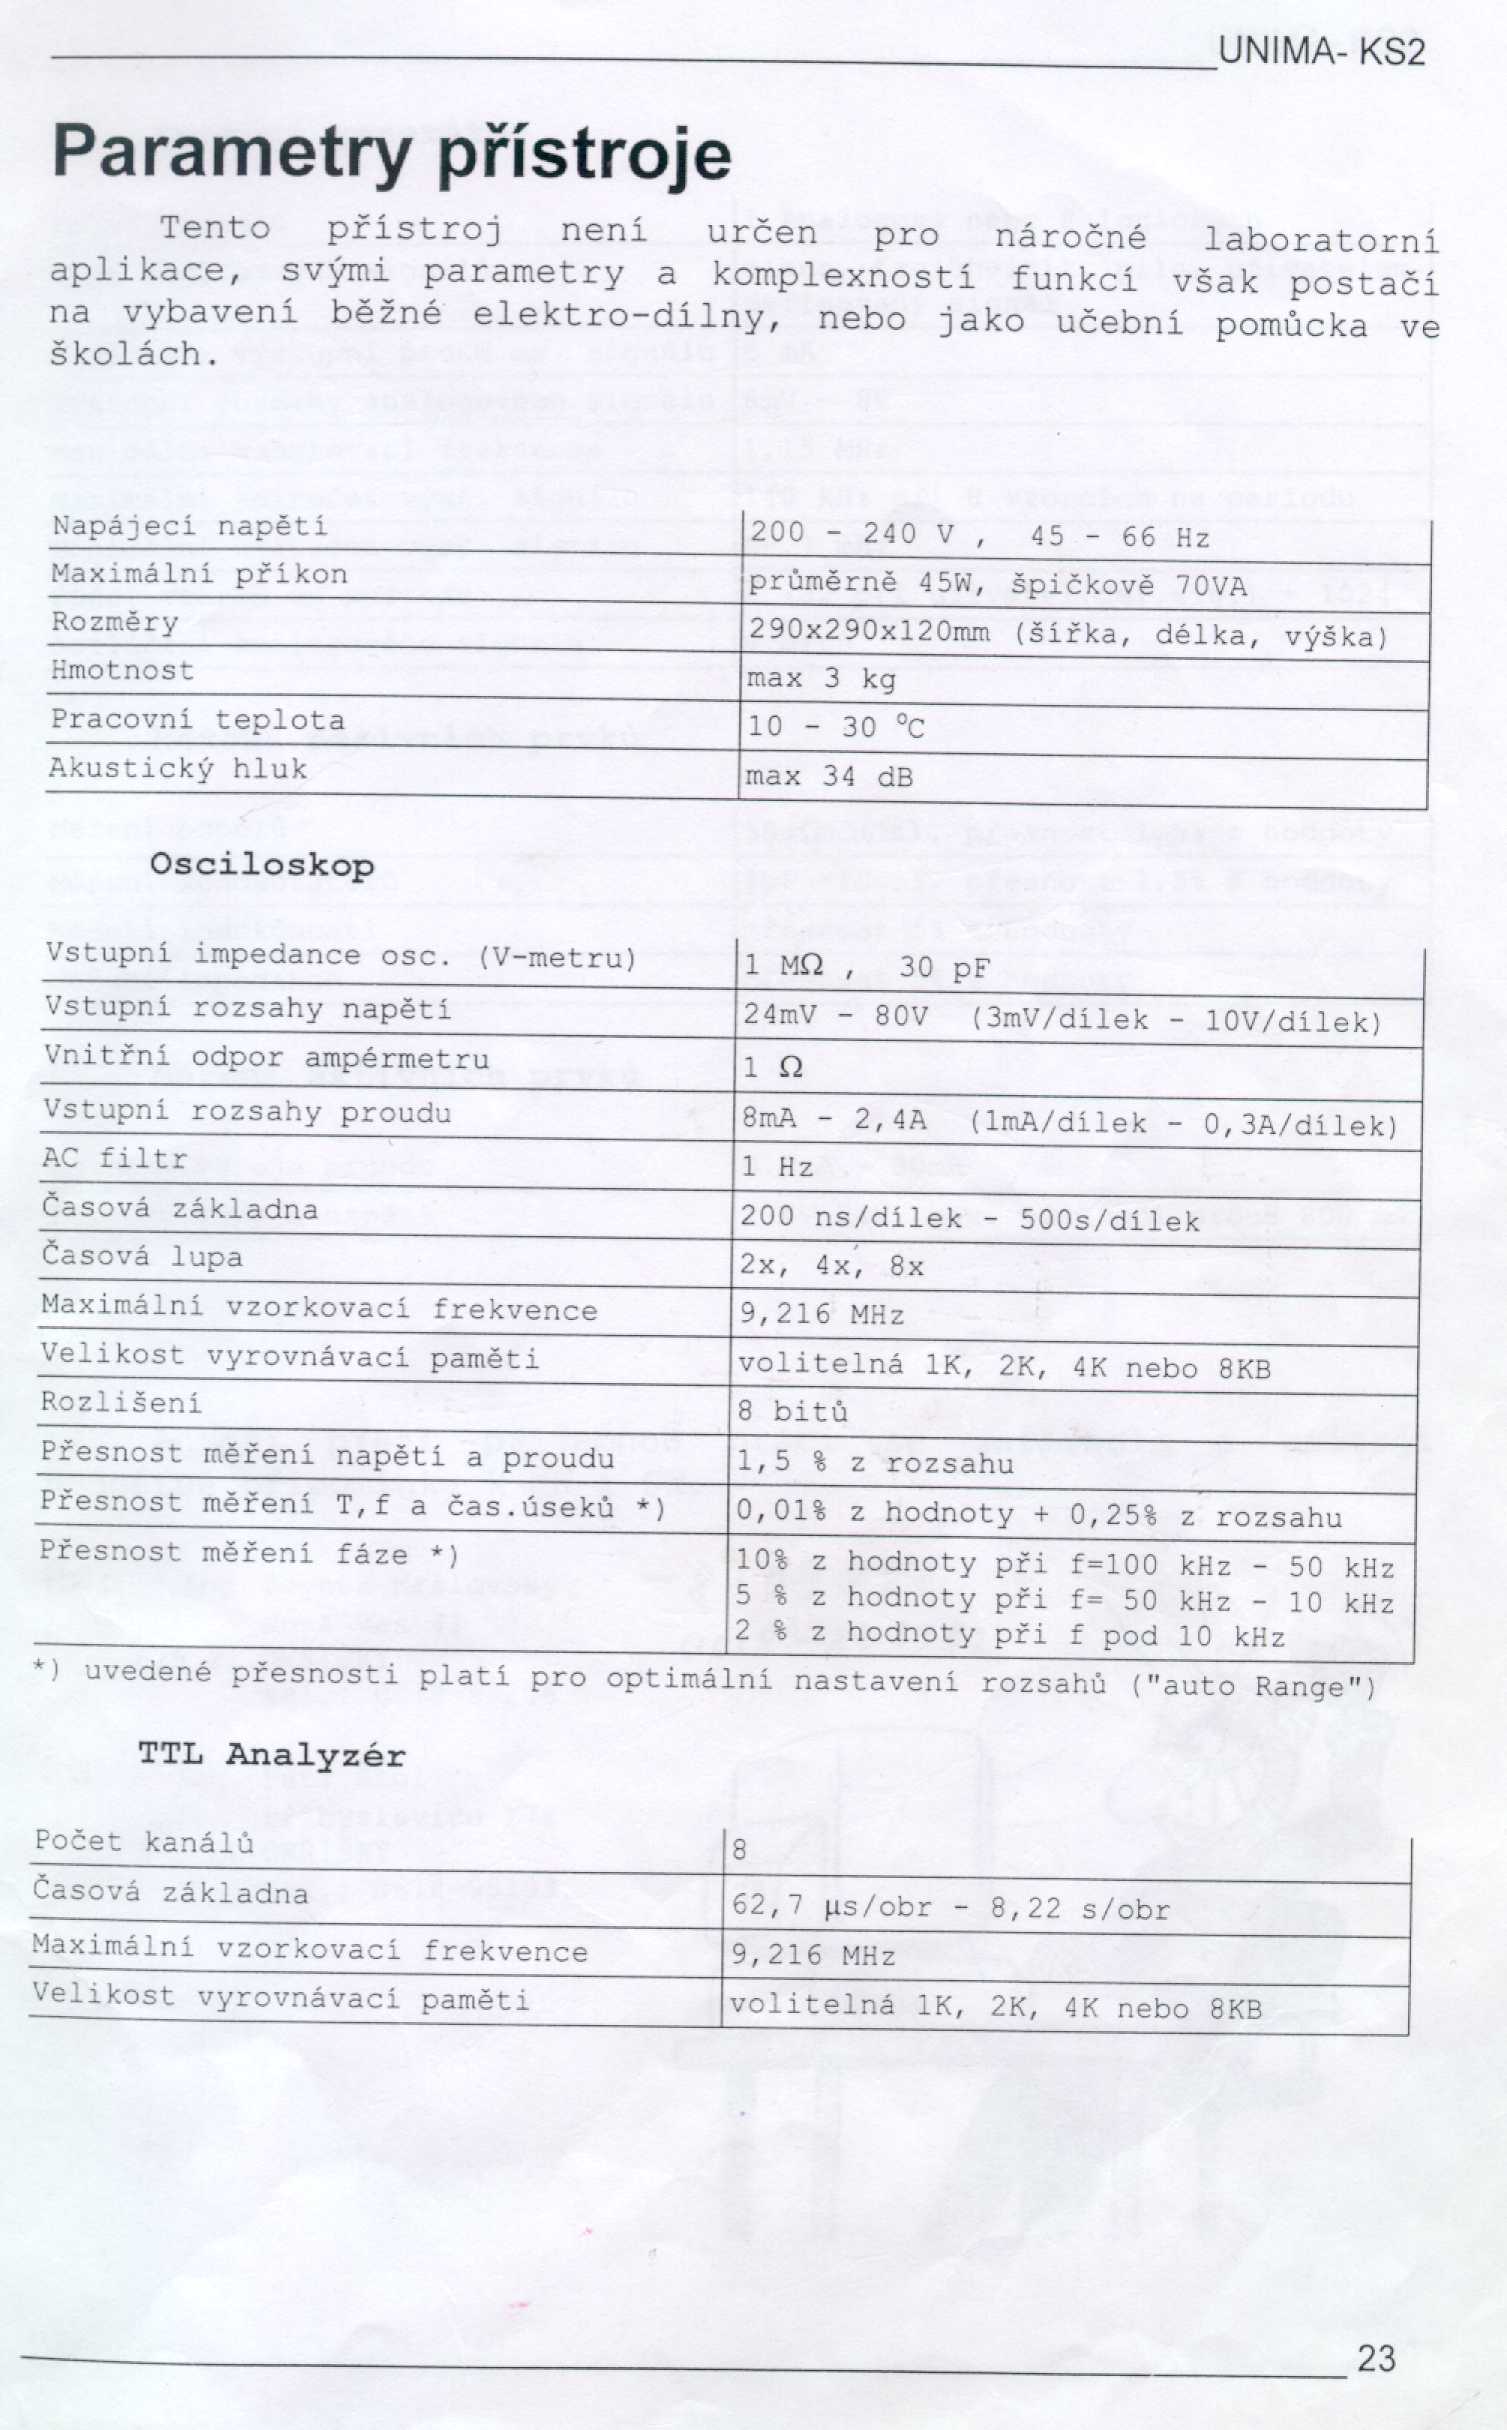 UNIMA- KS2
Parametry přístroje
Tento přístroj není určen pro náročné laboratorní
aplikace, svými parametry a komplexností funkcí však postačí
na vybavení běžné elektro-dílny, nebo jako učební pomůcka ve
školách.
Napájecí napětí 200 - 240 V , 45 - 66 Hz
Maximální příkon průměrně 45W, špičkově 70VA
Rozměry 290x290x120mm (šířka, délka, výška)
Hmotnost max 3 kg
Pracovní teplota 10 - 30 °C
Akustický hluk max 34 dB
Osciloskop
Vstupní impedance osc. (V-metru) 1 MΩ , 30 pF
Vstupní rozsahy napětí 24mV - 80V (3mV/dílek - 10V/dílek)
Vnitřní odpor ampérmetru 1 Ω
Vstupní rozsahy proudu 8mA - 2,4A (1mA/dílek - 0,3A/dílek)
AC filtr 1 Hz
Časová základna 200 ns/dílek - 500s/dílek
Časová lupa 2x, 4x, 8x
Maximální vzorkovací frekvence 9,216 MHz
Velikost vyrovnávací paměti volitelná 1K, 2K, 4K nebo 8KB
Rozlišení 8 bitů
Přesnost měření napětí a proudu 1,5 % z rozsahu
Přesnost měření T,f a čas.úseků *) 0,01% z hodnoty + 0,25% z rozsahu
Přesnost měření fáze *) 10% z hodnoty při f=100 kHz - 50 kHz
5 % z hodnoty při f= 50 kHz - 10 kHz
2 % z hodnoty při f pod 10 kHz
*) uvedené přesnosti platí pro optimální nastavení rozsahů ("auto Range")
TTL Analyzér
Počet kanálů 8
Časová základna 62,7 µs/obr - 8,22 s/obr
Maximální vzorkovací frekvence 9,216 MHz
Velikost vyrovnávací paměti volitelná 1K, 2K, 4K nebo 8KB
23